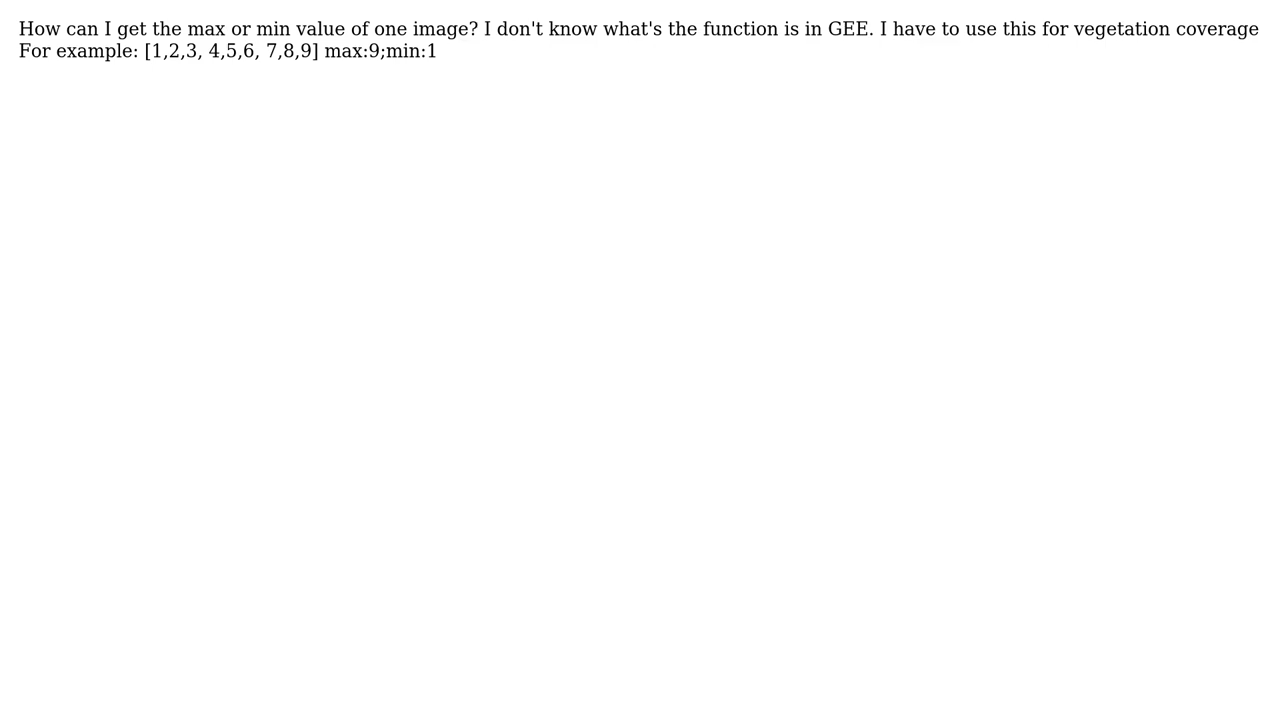 How can I get the max or min value of one image? I don't know what's the function is in GEE. I have to use this for vegetation coverage
For example: [1,2,3, 4,5,6, 7,8,9] max:9;min:1